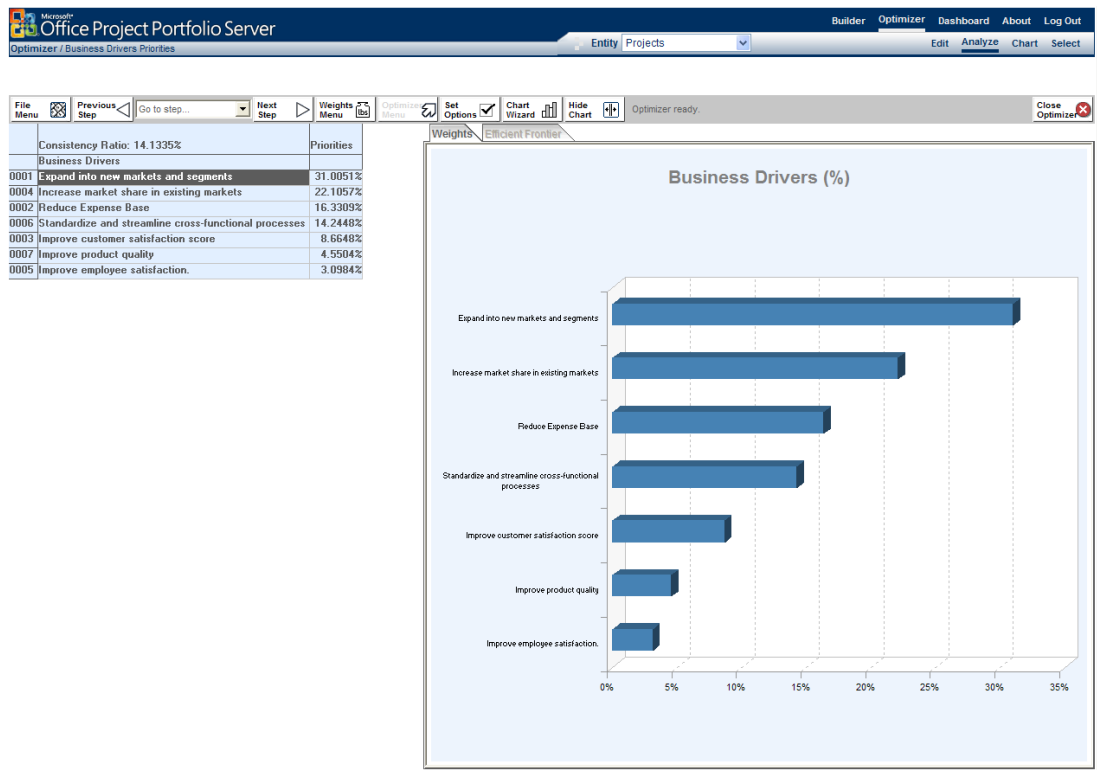 Microsoft®
Office Project Portfolio Server
Builder Optimizer Dashboard About Log Out
Optimizer / Business Drivers Priorities
Entity Projects
Edit Analyze Chart Select
File Menu
Previous Step
Go to step...
Next Step
Weights Menu
lbs
Optimizer Menu
Set Options
Chart Wizard
Hide Chart
Optimizer ready.
Close Optimizer
Weights Efficient Frontier
Consistency Ratio: 14.1335% Priorities
Business Drivers
0001 Expand into new markets and segments 31.0051%
0004 Increase market share in existing markets 22.1057%
0002 Reduce Expense Base 16.3309%
0006 Standardize and streamline cross-functional processes 14.2448%
0003 Improve customer satisfaction score 8.6648%
0007 Improve product quality 4.5504%
0005 Improve employee satisfaction. 3.0984%
Business Drivers (%)
Expand into new markets and segments
Increase market share in existing markets
Reduce Expense Base
Standardize and streamline cross-functional
processes
Improve customer satisfaction score
Improve product quality
Improve employee satisfaction.
0% 5% 10% 15% 20% 25% 30% 35%